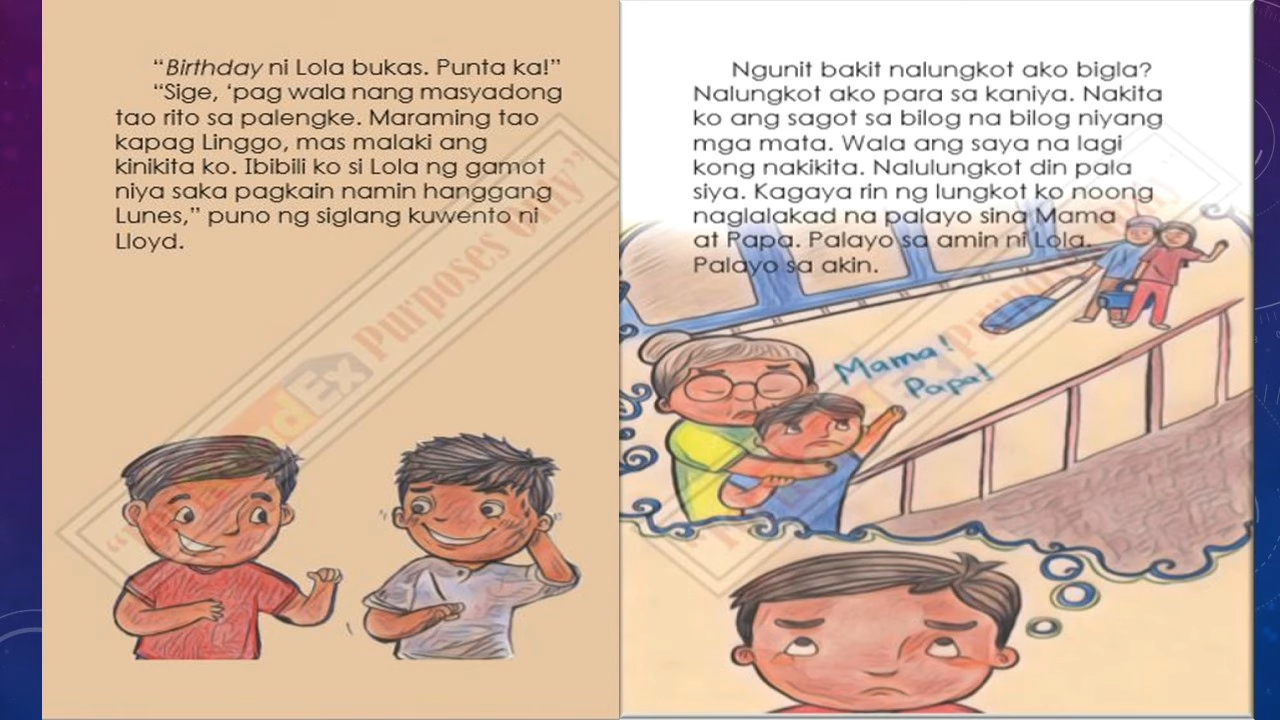 “Birthday ni Lola bukas. Punta ka!”
“Sige, ‘pag wala nang masyadong
tao rito sa palengke. Maraming tao
kapag Linggo, mas malaki ang
kinikita ko. Ibibili ko si Lola ng gamot
niya saka pagkain namin hanggang
Lunes,” puno ng siglang kuwento ni
Lloyd.
Ngunit bakit nalungkot ako bigla?
Nalungkot ako para sa kaniya. Nakita
ko ang sagot sa bilog na bilog niyang
mga mata. Wala ang saya na lagi
kong nakikita. Nalulungkot din pala
siya. Kagaya rin ng lungkot ko noong
naglalakad na palayo sina Mama
at Papa. Palayo sa amin ni Lola.
Palayo sa akin.
Mama!
Papa!
dEx Purposes Only”